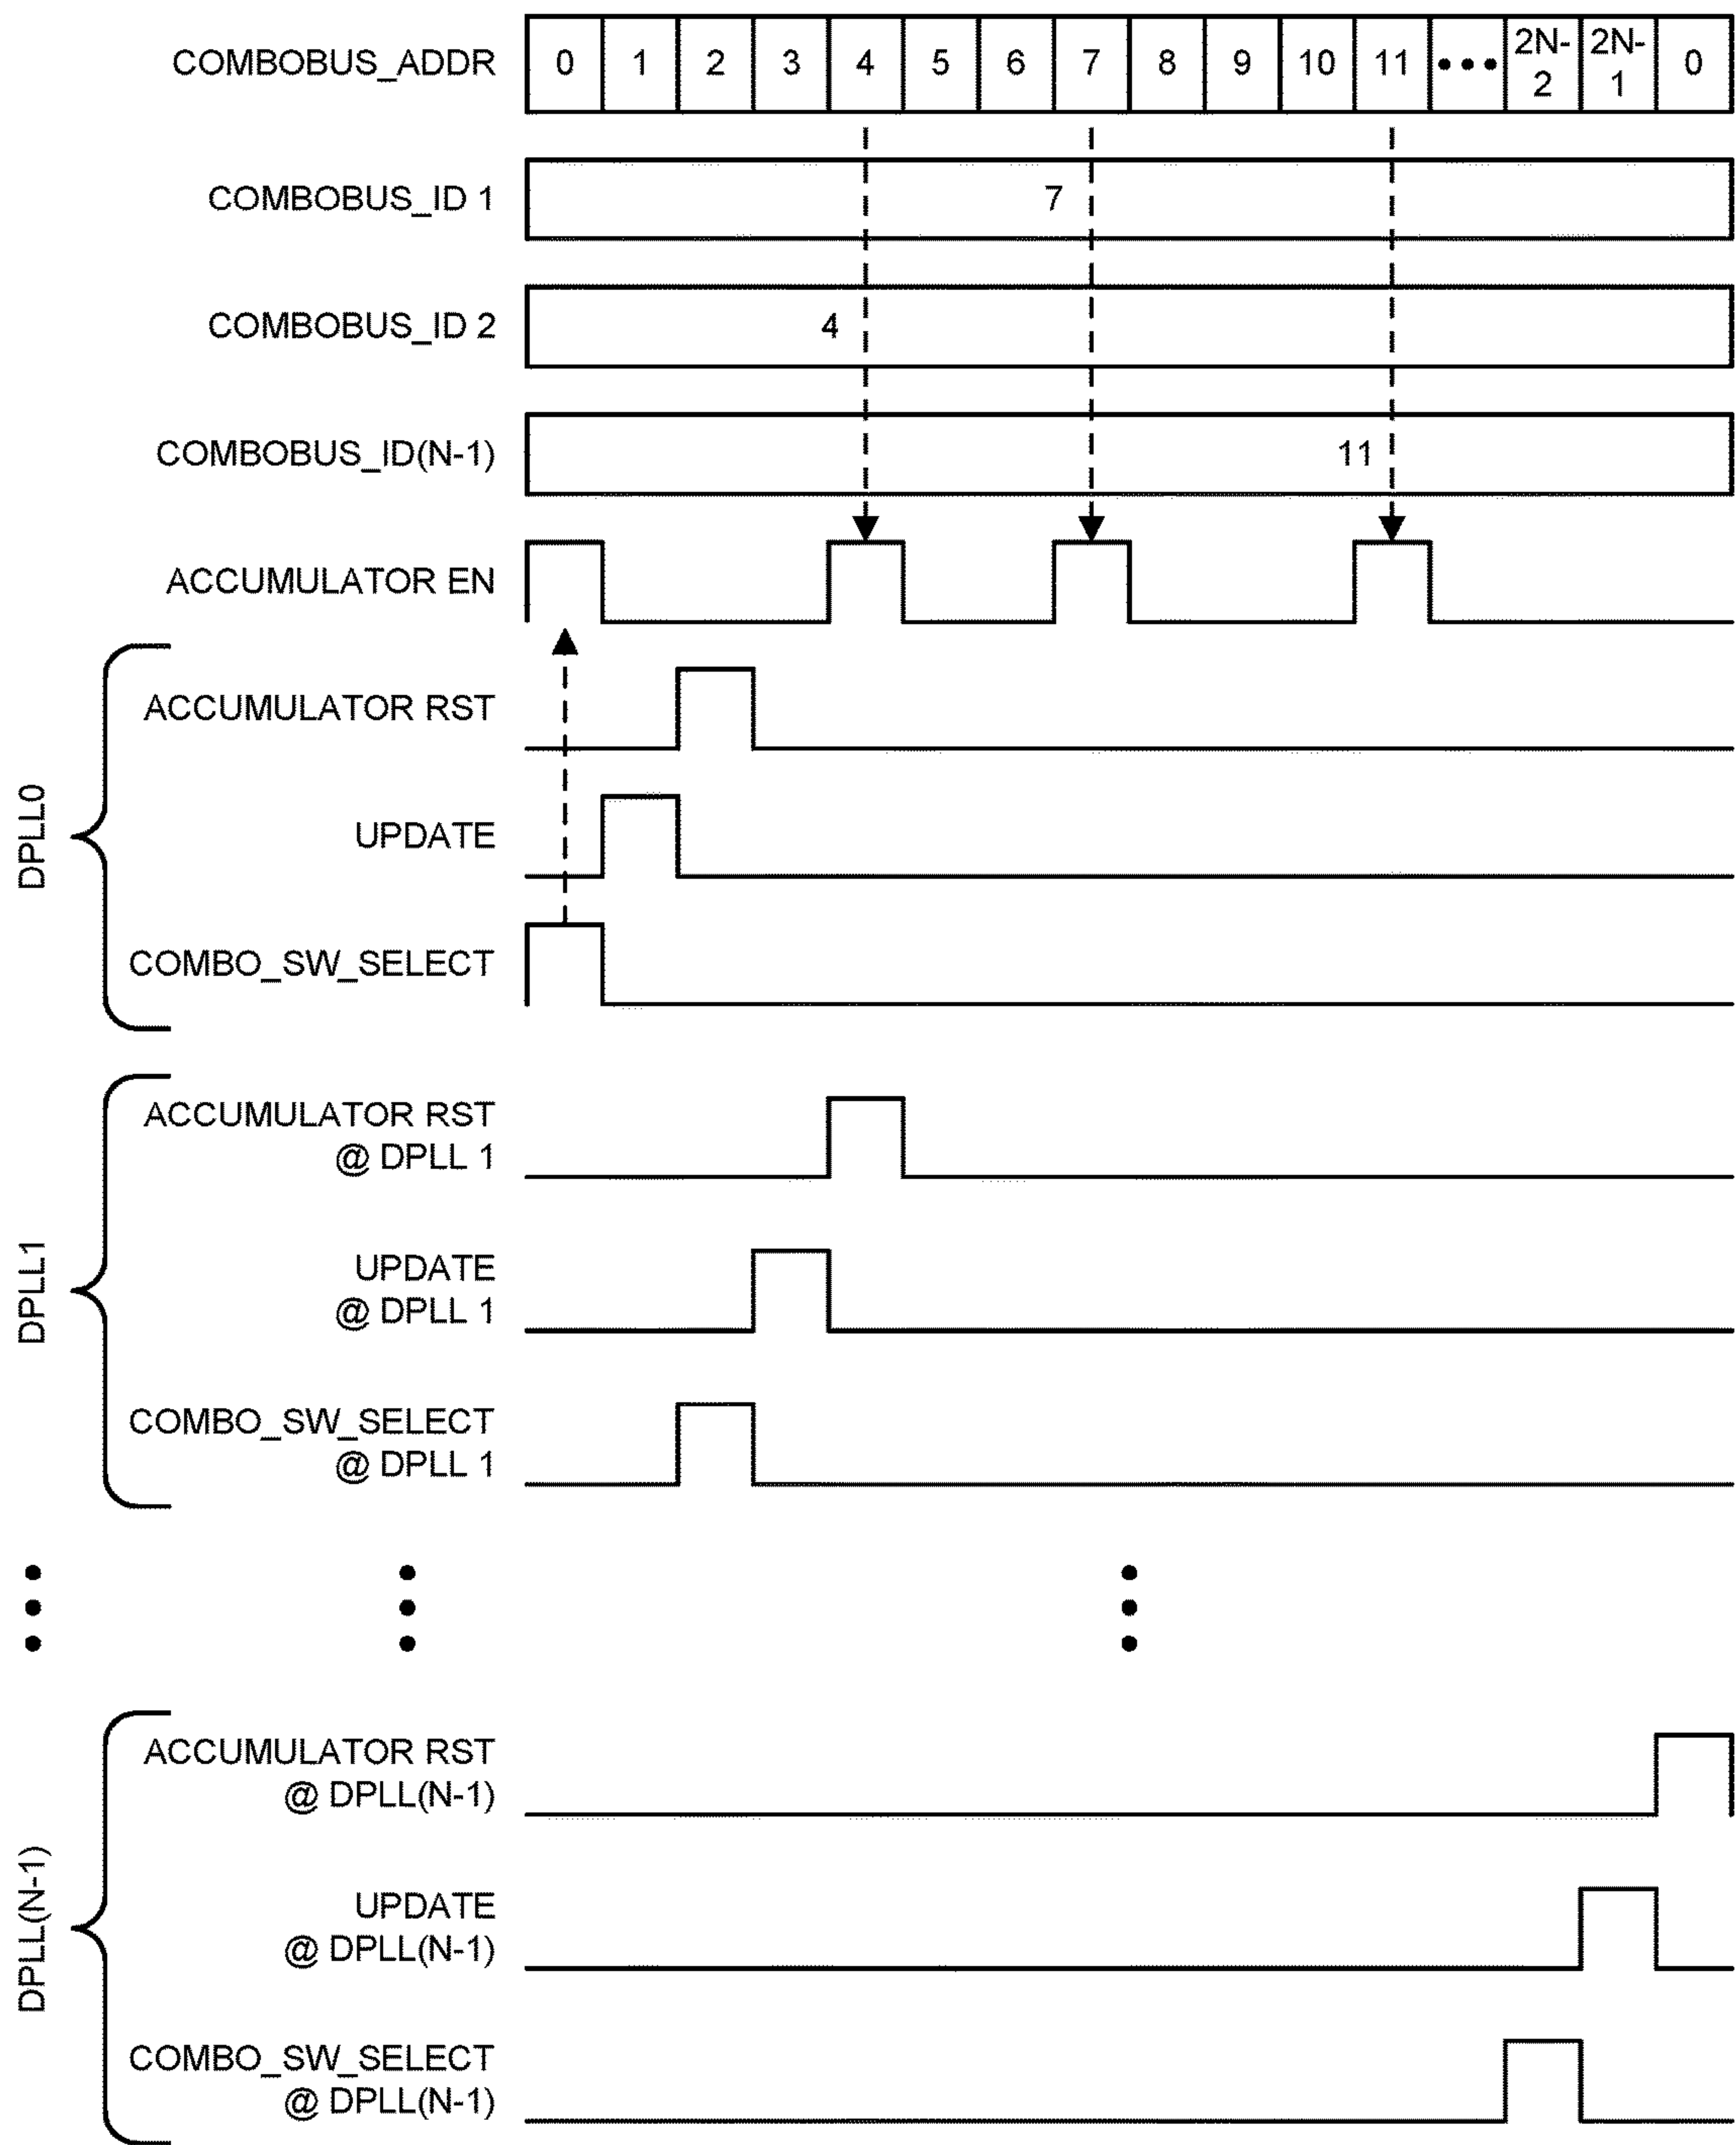 COMBOBUS_ADDR 0 1 2 3 4 5 6 7 8 9 10 11 ••• 2N-2 2N-1 0
COMBOBUS_ID 1 7
COMBOBUS_ID 2 4
COMBOBUS_ID(N-1) 11
ACCUMULATOR EN
DPLL0
ACCUMULATOR RST
UPDATE
COMBO_SW_SELECT
DPLL1
ACCUMULATOR RST
@ DPLL 1
UPDATE
@ DPLL 1
COMBO_SW_SELECT
@ DPLL 1
DPLL(N-1)
ACCUMULATOR RST
@ DPLL(N-1)
UPDATE
@ DPLL(N-1)
COMBO_SW_SELECT
@ DPLL(N-1)